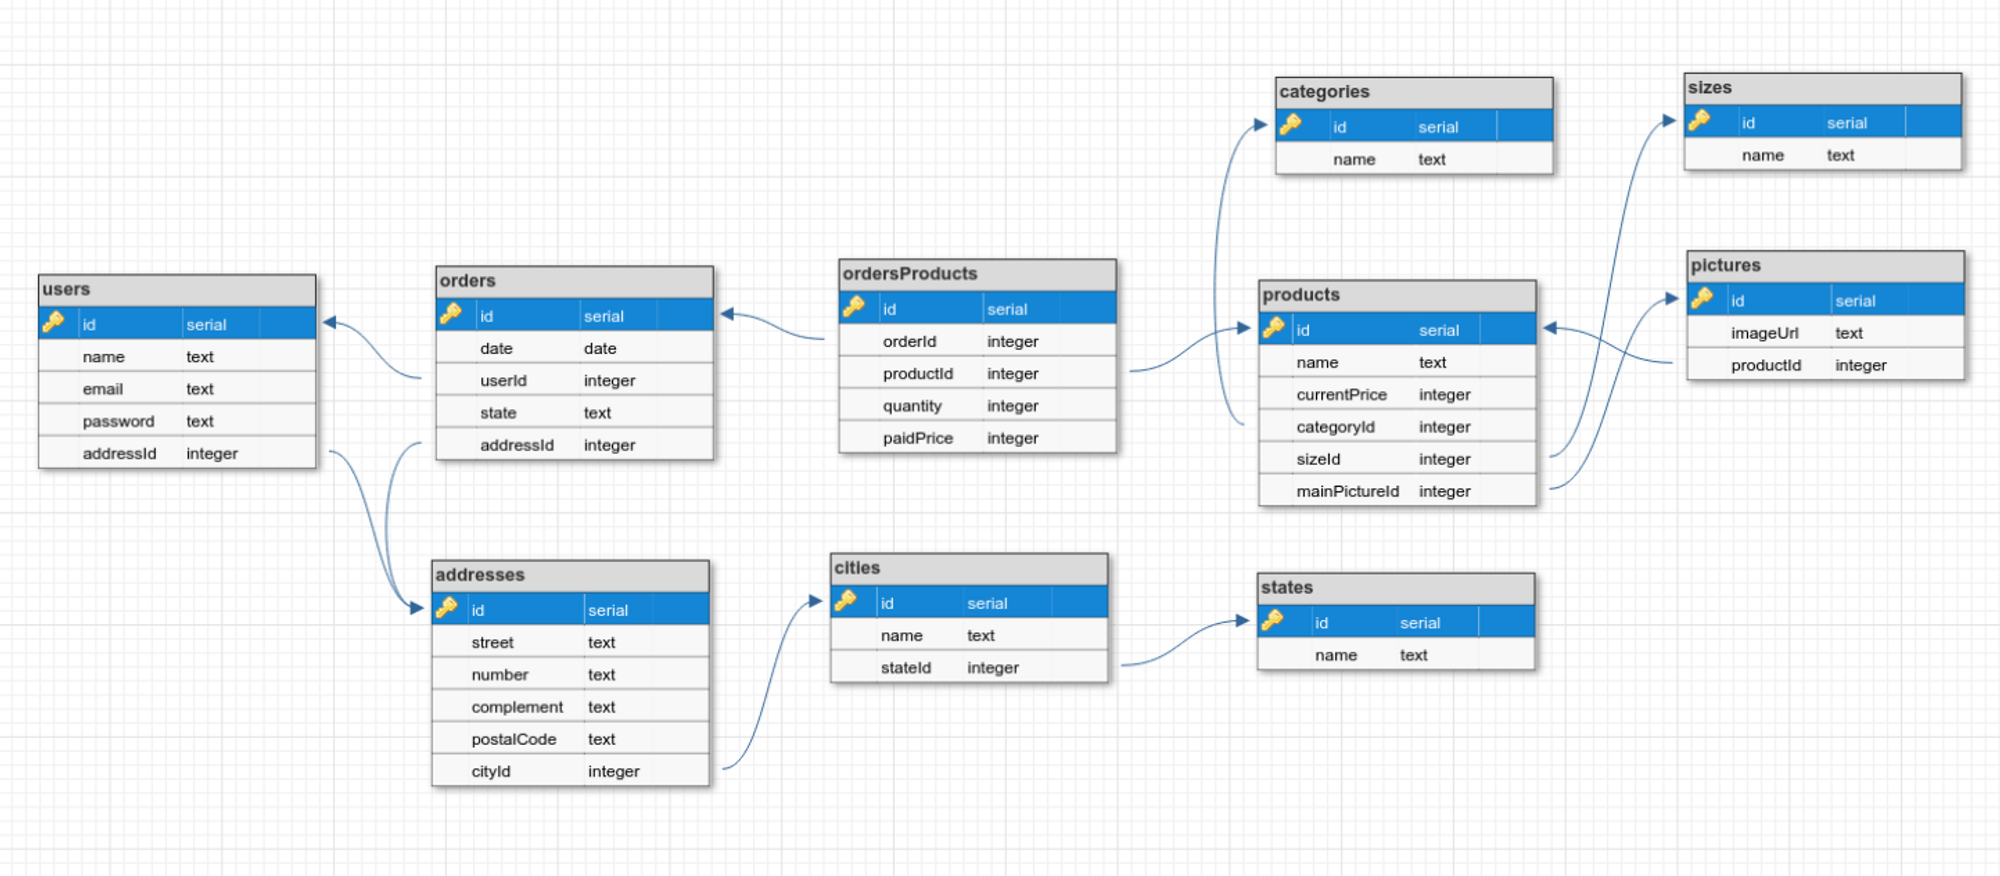 categories
id serial
name text
sizes
id serial
name text
users
id serial
name text
email text
password text
addressId integer
orders
id serial
date date
userId integer
state text
addressId integer
ordersProducts
id serial
orderId integer
productId integer
quantity integer
paidPrice integer
products
id serial
name text
currentPrice integer
categoryId integer
sizeId integer
mainPictureId integer
pictures
id serial
imageUrl text
productId integer
addresses
id serial
street text
number text
complement text
postalCode text
cityId integer
cities
id serial
name text
stateId integer
states
id serial
name text